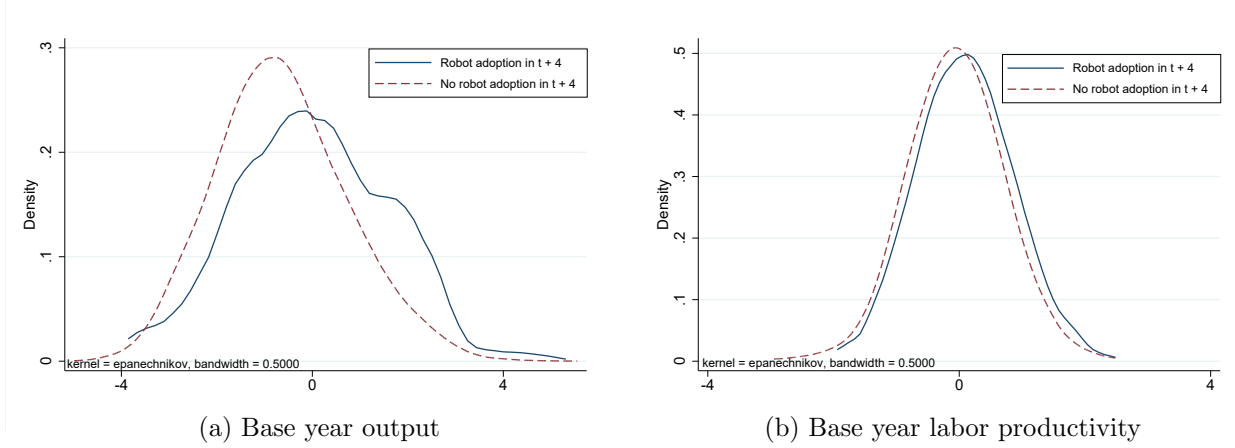 .3
.2
.1
0
Density
Robot adoption in t + 4
No robot adoption in t + 4
kernel = epanechnikov, bandwidth = 0.5000
-4
0
4
(a) Base year output
.5
.4
.3
.2
.1
0
Density
Robot adoption in t + 4
No robot adoption in t + 4
kernel = epanechnikov, bandwidth = 0.5000
-4
0
4
(b) Base year labor productivity